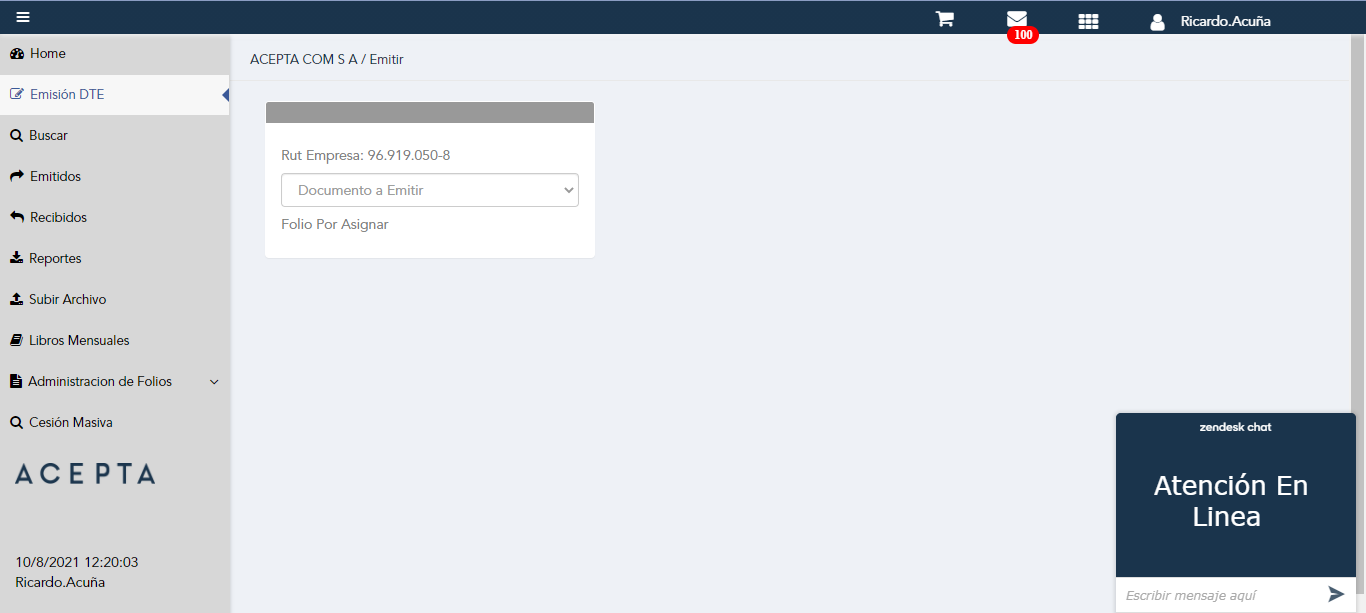 Ricardo.Acuña
100
Home
Emisión DTE
Buscar
Emitidos
Recibidos
Reportes
Subir Archivo
Libros Mensuales
Administracion de Folios
Cesión Masiva
ACEPTA
10/8/2021 12:20:03
Ricardo.Acuña
ACEPTA COM S A / Emitir
Rut Empresa: 96.919.050-8
Documento a Emitir
Folio Por Asignar
zendesk chat
Atención En
Linea
Escribir mensaje aquí